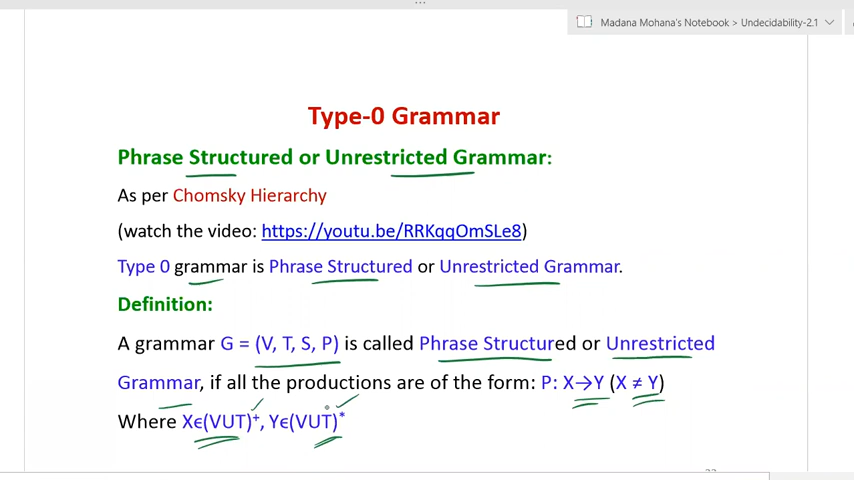 Madana Mohana's Notebook > Undecidability-2.1
Type-0 Grammar
Phrase Structured or Unrestricted Grammar:
As per Chomsky Hierarchy
(watch the video: https://youtu.be/RRKqqOmSLe8)
Type 0 grammar is Phrase Structured or Unrestricted Grammar.
Definition:
A grammar G = (V, T, S, P) is called Phrase Structured or Unrestricted
Grammar, if all the productions are of the form: P: X→Y (X ≠ Y)
Where Xϵ(VUT)⁺, Yϵ(VUT)*